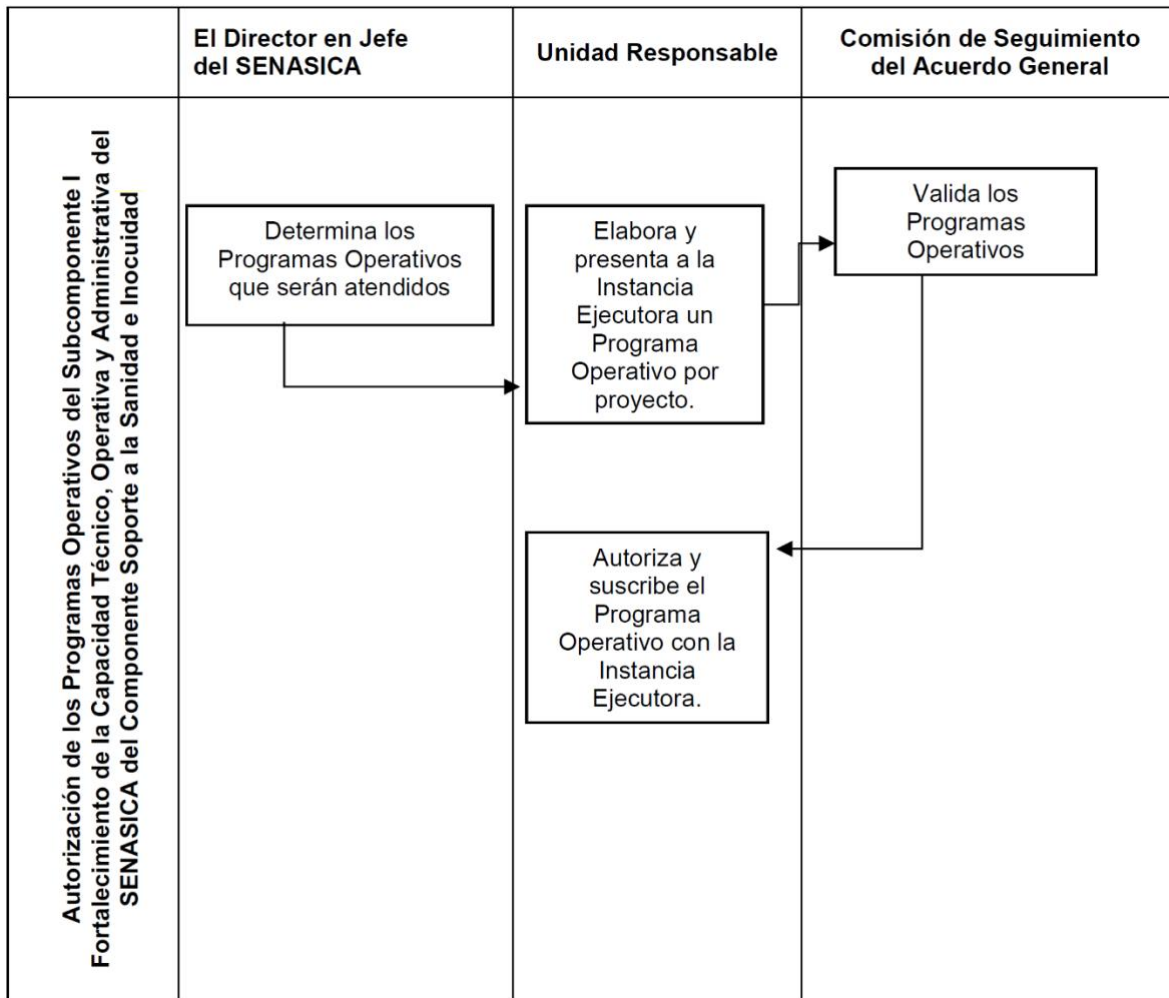 El Director en Jefe
del SENASICA
Unidad Responsable
Comisión de Seguimiento
del Acuerdo General
Autorización de los Programas Operativos del Subcomponente I
Fortalecimiento de la Capacidad Técnico, Operativa y Administrativa del
SENASICA del Componente Soporte a la Sanidad e Inocuidad
Determina los
Programas Operativos
que serán atendidos
Elabora y
presenta a la
Instancia
Ejecutora un
Programa
Operativo por
proyecto.
Valida los
Programas
Operativos
Autoriza y
suscribe el
Programa
Operativo con la
Instancia
Ejecutora.